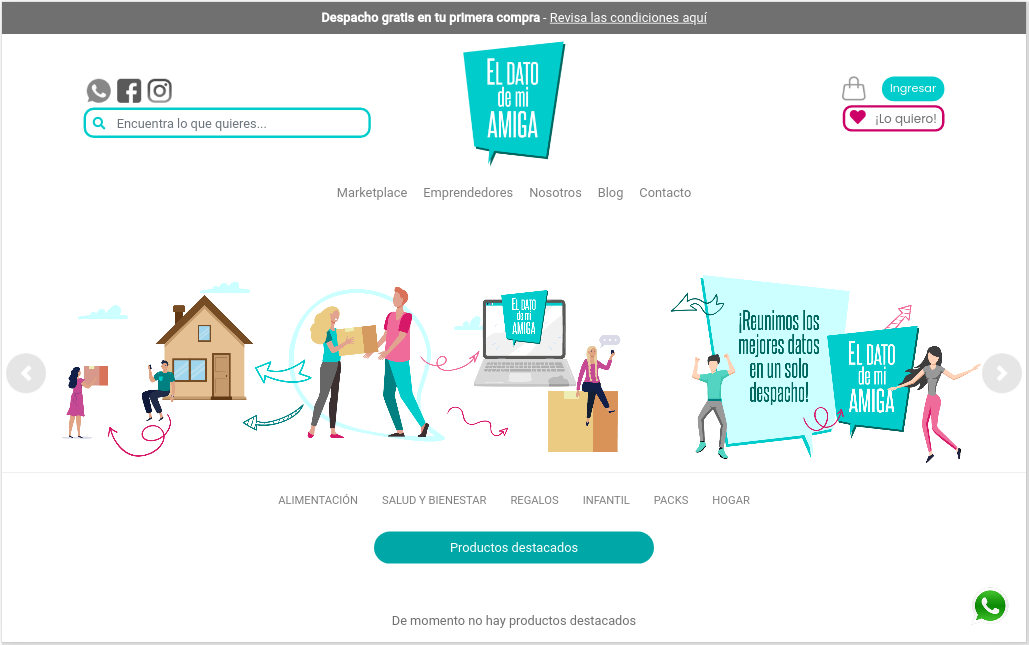 Despacho gratis en tu primera compra - Revisa las condiciones aquí
EL DATO
de mi
AMIGA
Ingresar
Encuentra lo que quieres...
¡Lo quiero!
Marketplace Emprendedores Nosotros Blog Contacto
EL DATO
de mi
AMIGA
¡Reunimos los
mejores datos
en un solo
despacho!
EL DATO
de mi
AMIGA
ALIMENTACIÓN SALUD Y BIENESTAR REGALOS INFANTIL PACKS HOGAR
Productos destacados
De momento no hay productos destacados